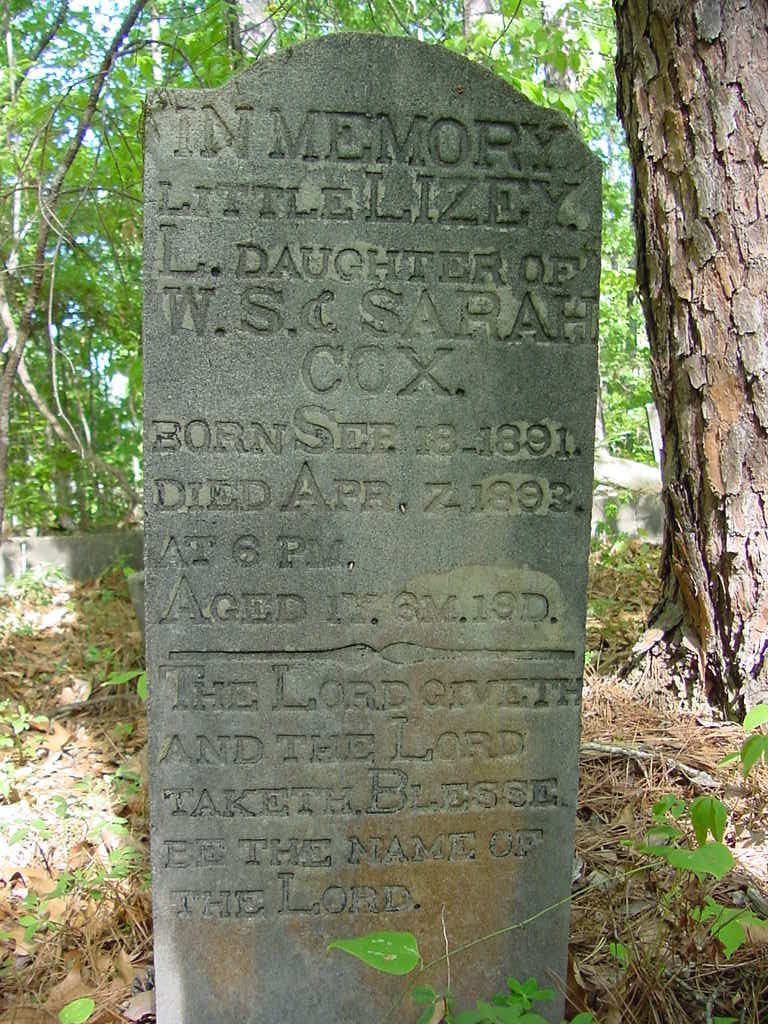 IN MEMORY
LITTLE LIZEY.
L. DAUGHTER OF
W. S. & SARAH
COX.
BORN SEP. 18-1891.
DIED APR, 7. 1893.
AT 6 PM.
AGED 1Y. 6M. 19D.
THE LORD GIVETH
AND THE LORD
TAKETH. BLESSE.
BE THE NAME OF
THE LORD.